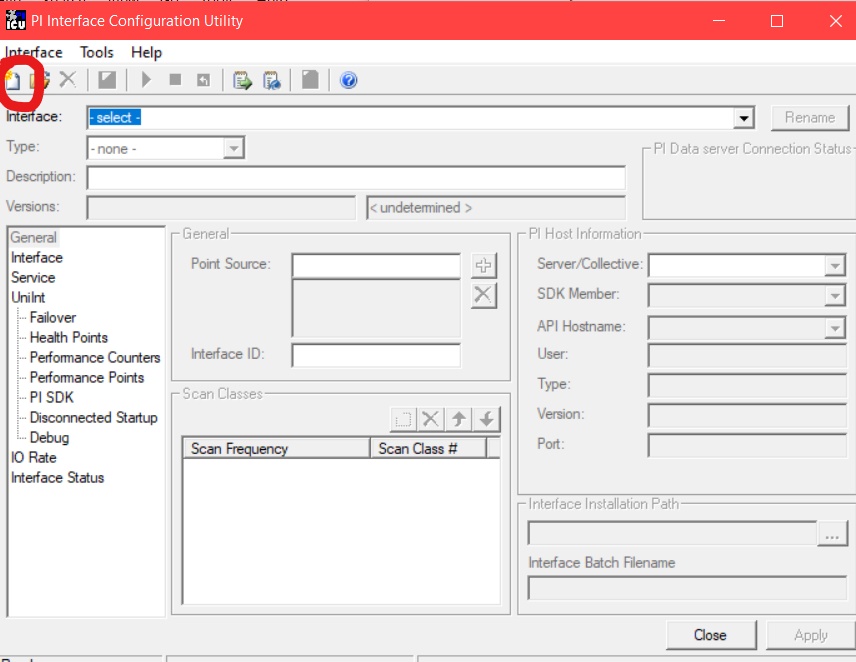 ICU PI Interface Configuration Utility
Interface Tools Help
Interface: - select - Rename
Type: - none - PI Data server Connection Status
Description:
Versions: < undetermined >
General General PI Host Information
Interface Point Source: Server/Collective:
Service SDK Member:
UniInt API Hostname:
Failover User:
Health Points Interface ID: Type:
Performance Counters Version:
Performance Points Port:
PI SDK Scan Classes
Disconnected Startup Scan Frequency Scan Class #
Debug
IO Rate
Interface Status
Interface Installation Path
...
Interface Batch Filename
Close Apply